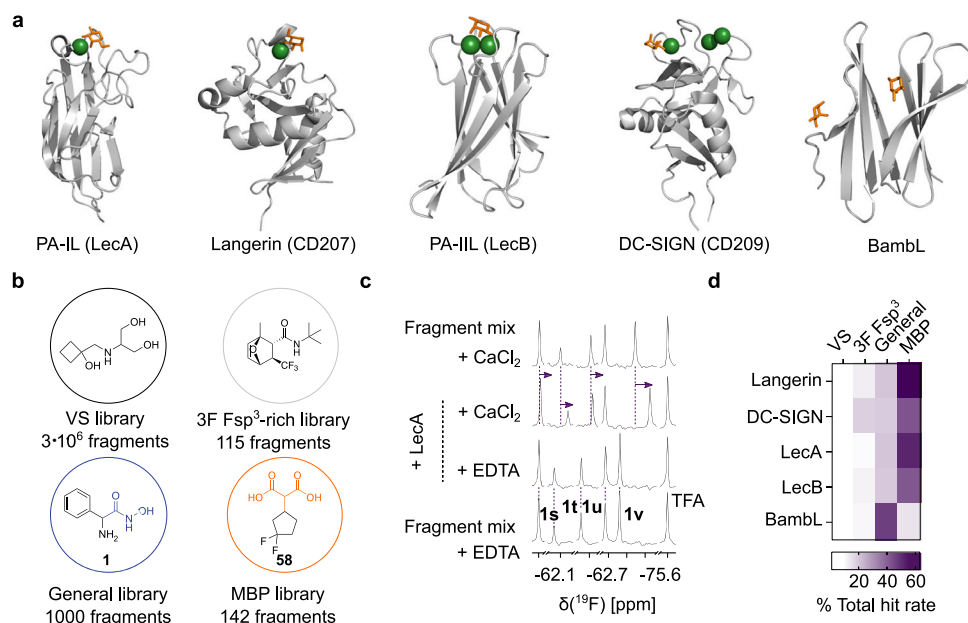 a
PA-IL (LecA)
Langerin (CD207)
PA-IIL (LecB)
DC-SIGN (CD209)
BambL
b
OH
N
H
OH
OH
VS library
3•10⁶ fragments
p
O
N
H
CF₃
3F Fsp³-rich library
115 fragments
O
N
H
OH
NH₂
1
General library
1000 fragments
O
O
HO
OH
F
F
58
MBP library
142 fragments
c
Fragment mix
+ CaCl₂
+ LecA
+ CaCl₂
+ EDTA
Fragment mix
+ EDTA
1s
1t
1u
1v
TFA
-62.1
-62.7
-75.6
δ(¹⁹F) [ppm]
d
VS
3F Fsp³
General
MBP
Langerin
DC-SIGN
LecA
LecB
BambL
20 40 60
% Total hit rate